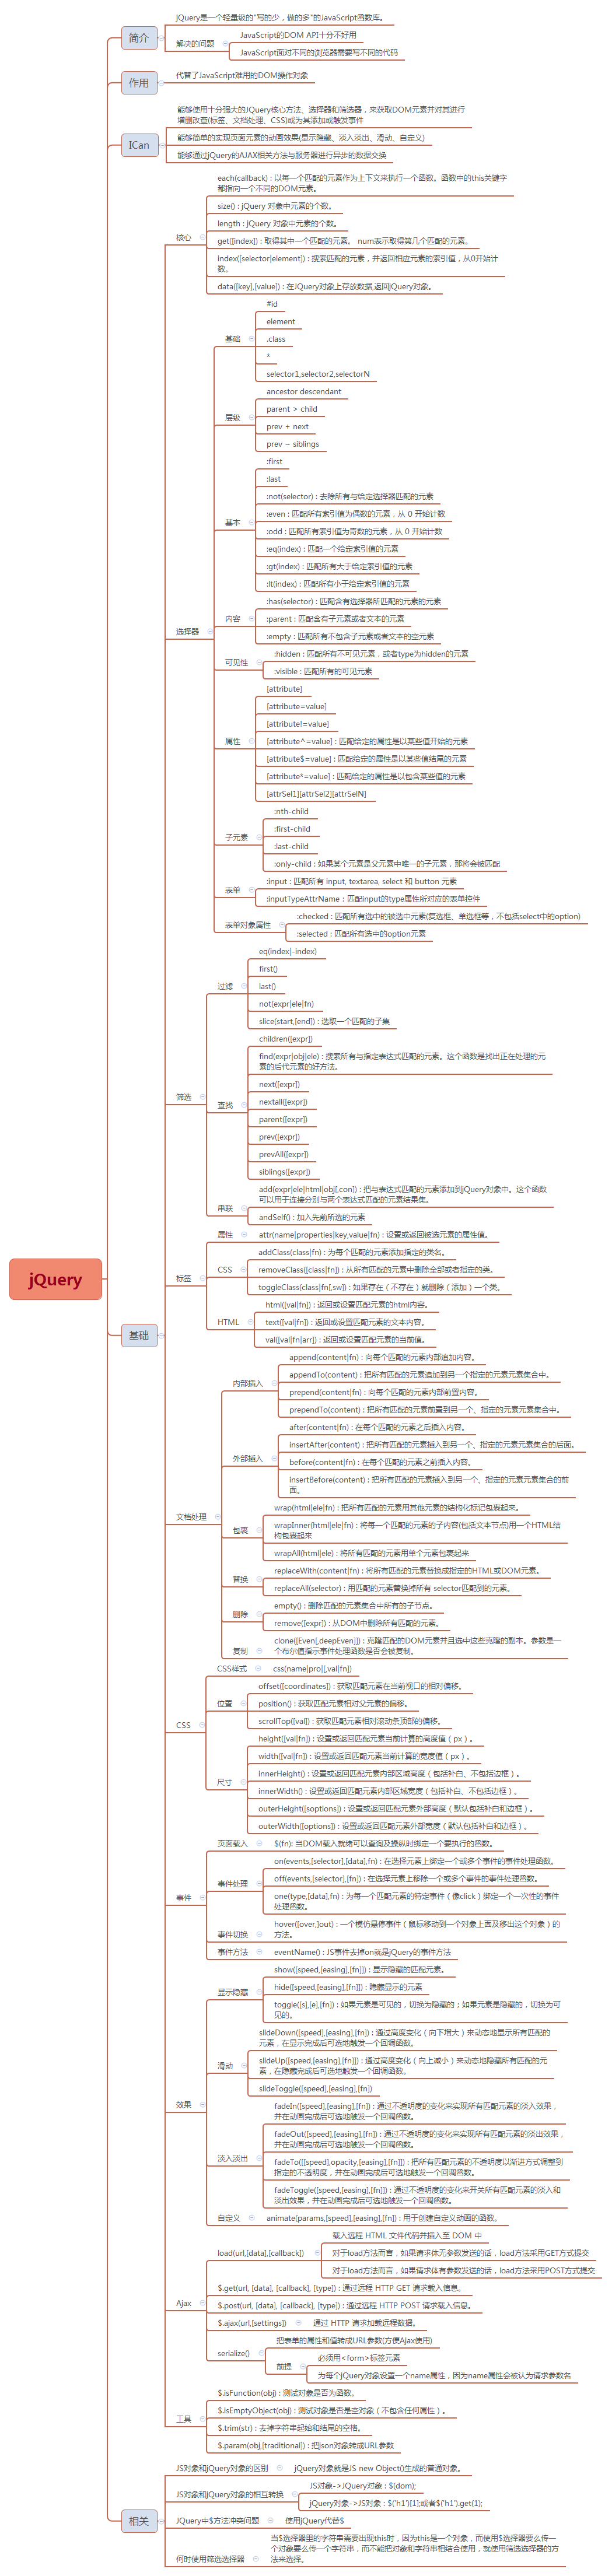 jQuery
简介
jQuery是一个轻量级的"写的少，做的多"的JavaScript函数库。
解决的问题
JavaScript的DOM API十分不好用
JavaScript面对不同的浏览器需要写不同的代码
作用
代替了JavaScript难用的DOM操作对象
ICan
能够使用十分强大的JQuery核心方法、选择器和筛选器，来获取DOM元素并对其进行
增删改查(标签、文档处理、CSS)或为其添加或触发事件
能够简单的实现页面元素的动画效果(显示隐藏、淡入淡出、滑动、自定义)
能够通过jQuery的AJAX相关方法与服务器进行异步的数据交换
基础
核心
each(callback)：以每一个匹配的元素作为上下文来执行一个函数。函数中的this关键字
都指向一个不同的DOM元素。
size()：jQuery 对象中元素的个数。
length：jQuery 对象中元素的个数。
get([index])：取得其中一个匹配的元素。 num表示取得第几个匹配的元素。
index([selector|element])：搜索匹配的元素，并返回相应元素的索引值，从0开始计
数。
data([key],[value])：在JQuery对象上存放数据,返回jQuery对象。
选择器
基础
#id
element
.class
*
selector1,selector2,selectorN
层级
ancestor descendant
parent > child
prev + next
prev ~ siblings
基本
:first
:last
:not(selector)：去除所有与给定选择器匹配的元素
:even：匹配所有索引值为偶数的元素，从 0 开始计数
:odd：匹配所有索引值为奇数的元素，从 0 开始计数
:eq(index)：匹配一个给定索引值的元素
:gt(index)：匹配所有大于给定索引值的元素
:lt(index)：匹配所有小于给定索引值的元素
内容
:has(selector)：匹配含有选择器所匹配的元素的元素
:parent：匹配含有子元素或者文本的元素
:empty：匹配所有不包含子元素或者文本的空元素
可见性
:hidden：匹配所有不可见元素，或者type为hidden的元素
:visible：匹配所有的可见元素
属性
[attribute]
[attribute=value]
[attribute!=value]
[attribute^=value]：匹配给定的属性是以某些值开始的元素
[attribute$=value]：匹配给定的属性是以某些值结尾的元素
[attribute*=value]：匹配给定的属性是以包含某些值的元素
[attrSel1][attrSel2][attrSelN]
子元素
:nth-child
:first-child
:last-child
:only-child：如果某个元素是父元素中唯一的子元素，那将会被匹配
表单
:input：匹配所有 input, textarea, select 和 button 元素
:inputTypeAttrName：匹配input的type属性所对应的表单控件
表单对象属性
:checked：匹配所有选中的被选中元素(复选框、单选框等，不包括select中的option)
:selected：匹配所有选中的option元素
筛选
过滤
eq(index|-index)
first()
last()
not(expr|ele|fn)
slice(start,[end])：选取一个匹配的子集
查找
children([expr])
find(expr|obj|ele)：搜索所有与指定表达式匹配的元素。这个函数是找出正在处理的元
素的后代元素的好方法。
next([expr])
nextall([expr])
parent([expr])
prev([expr])
prevAll([expr])
siblings([expr])
串联
add(expr|ele|html|obj[,con])：把与表达式匹配的元素添加到jQuery对象中。这个函数
可以用于连接分别与两个表达式匹配的元素结果集。
andSelf()：加入先前所选的元素
标签
属性
attr(name|properties|key,value|fn)：设置或返回被选元素的属性值。
CSS
addClass(class|fn)：为每个匹配的元素添加指定的类名。
removeClass([class|fn])：从所有匹配的元素中删除全部或者指定的类。
toggleClass(class|fn[,sw])：如果存在（不存在）就删除（添加）一个类。
HTML
html([val|fn])：返回或设置匹配元素的html内容。
text([val|fn])：返回或设置匹配元素的文本内容。
val([val|fn|arr])：返回或设置匹配元素的当前值。
文档处理
内部插入
append(content|fn)：向每个匹配的元素内部追加内容。
appendTo(content)：把所有匹配的元素追加到另一个指定的元素元素集合中。
prepend(content|fn)：向每个匹配的元素内部前置内容。
prependTo(content)：把所有匹配的元素前置到另一个、指定的元素元素集合中。
外部插入
after(content|fn)：在每个匹配的元素之后插入内容。
insertAfter(content)：把所有匹配的元素插入到另一个、指定的元素元素集合的后面。
before(content|fn)：在每个匹配的元素之前插入内容。
insertBefore(content)：把所有匹配的元素插入到另一个、指定的元素元素集合的前
面。
包裹
wrap(html|ele|fn)：把所有匹配的元素用其他元素的结构化标记包裹起来。
wrapInner(html|ele|fn)：将每一个匹配的元素的子内容(包括文本节点)用一个HTML结
构包裹起来
wrapAll(html|ele)：将所有匹配的元素用单个元素包裹起来
替换
replaceWith(content|fn)：将所有匹配的元素替换成指定的HTML或DOM元素。
replaceAll(selector)：用匹配的元素替换掉所有 selector匹配到的元素。
删除
empty()：删除匹配的元素集合中所有的子节点。
remove([expr])：从DOM中删除所有匹配的元素。
复制
clone([Even[,deepEven]])：克隆匹配的DOM元素并且选中这些克隆的副本。参数是一
个布尔值指示事件处理函数是否会被复制。
CSS
CSS样式
css(name|pro|[,val|fn])
位置
offset([coordinates])：获取匹配元素在当前视口的相对偏移。
position()：获取匹配元素相对父元素的偏移。
scrollTop([val])：获取匹配元素相对滚动条顶部的偏移。
尺寸
height([val|fn])：设置或返回匹配元素当前计算的高度值（px）。
width([val|fn])：设置或返回匹配元素当前计算的宽度值（px）。
innerHeight()：设置或返回匹配元素内部区域高度（包括补白、不包括边框）。
innerWidth()：设置或返回匹配元素内部区域宽度（包括补白、不包括边框）。
outerHeight([soptions])：设置或返回匹配元素外部高度（默认包括补白和边框）。
outerWidth([options])：设置或返回匹配元素外部宽度（默认包括补白和边框）。
事件
页面载入
$(fn): 当DOM载入就绪可以查询及操纵时绑定一个要执行的函数。
事件处理
on(events,[selector],[data],fn)：在选择元素上绑定一个或多个事件的事件处理函数。
off(events,[selector],[fn])：在选择元素上移除一个或多个事件的事件处理函数。
one(type,[data],fn)：为每一个匹配元素的特定事件（像click）绑定一个一次性的事件
处理函数。
事件切换
hover([over,]out)：一个模仿悬停事件（鼠标移动到一个对象上面及移出这个对象）的
方法。
事件方法
eventName()：JS事件去掉on就是jQuery的事件方法
效果
显示隐藏
show([speed,[easing],[fn]])：显示隐藏的匹配元素。
hide([speed,[easing],[fn]])：隐藏显示的元素
toggle([s],[e],[fn])：如果元素是可见的，切换为隐藏的；如果元素是隐藏的，切换为可
见的。
滑动
slideDown([speed],[easing],[fn])：通过高度变化（向下增大）来动态地显示所有匹配的
元素，在显示完成后可选地触发一个回调函数。
slideUp([speed,[easing],[fn]])：通过高度变化（向上减小）来动态地隐藏所有匹配的元
素，在隐藏完成后可选地触发一个回调函数。
slideToggle([speed],[easing],[fn])
淡入淡出
fadeIn([speed],[easing],[fn])：通过不透明度的变化来实现所有匹配元素的淡入效果，
并在动画完成后可选地触发一个回调函数。
fadeOut([speed],[easing],[fn])：通过不透明度的变化来实现所有匹配元素的淡出效果，
并在动画完成后可选地触发一个回调函数。
fadeTo([[speed],opacity,[easing],[fn]])：把所有匹配元素的不透明度以渐进方式调整到
指定的不透明度，并在动画完成后可选地触发一个回调函数。
fadeToggle([speed,[easing],[fn]])：通过不透明度的变化来开关所有匹配元素的淡入和
淡出效果，并在动画完成后可选地触发一个回调函数。
自定义
animate(params,[speed],[easing],[fn])：用于创建自定义动画的函数。
Ajax
load(url,[data],[callback])
载入远程 HTML 文件代码并插入至 DOM 中
对于load方法而言，如果请求体无参数发送的话，load方法采用GET方式提交
对于load方法而言，如果请求体有参数发送的话，load方法采用POST方式提交
$.get(url, [data], [callback], [type])：通过远程 HTTP GET 请求载入信息。
$.post(url, [data], [callback], [type])：通过远程 HTTP POST 请求载入信息。
$.ajax(url,[settings])
通过 HTTP 请求加载远程数据。
serialize()
把表单的属性和值转成URL参数(方便Ajax使用)
前提
必须用<form>标签元素
为每个jQuery对象设置一个name属性，因为name属性会被认为请求参数名
工具
$.isFunction(obj)：测试对象是否为函数。
$.isEmptyObject(obj)：测试对象是否是空对象（不包含任何属性）。
$.trim(str)：去掉字符串起始和结尾的空格。
$.param(obj,[traditional])：把json对象转成URL参数
相关
JS对象和jQuery对象的区别
jQuery对象就是JS new Object()生成的普通对象。
JS对象和jQuery对象的相互转换
JS对象->JQuery对象：$(dom);
jQuery对象->JS对象：$('h1')[1];或者$('h1').get(1);
JQuery中$方法冲突问题
使用jQuery代替$
何时使用筛选选择器
当$选择器里的字符串需要出现this时，因为this是一个对象，而使用$选择器要么传一
个对象要么传一个字符串，而不能把对象和字符串相结合使用，就使用筛选选择器的方
法来选择。